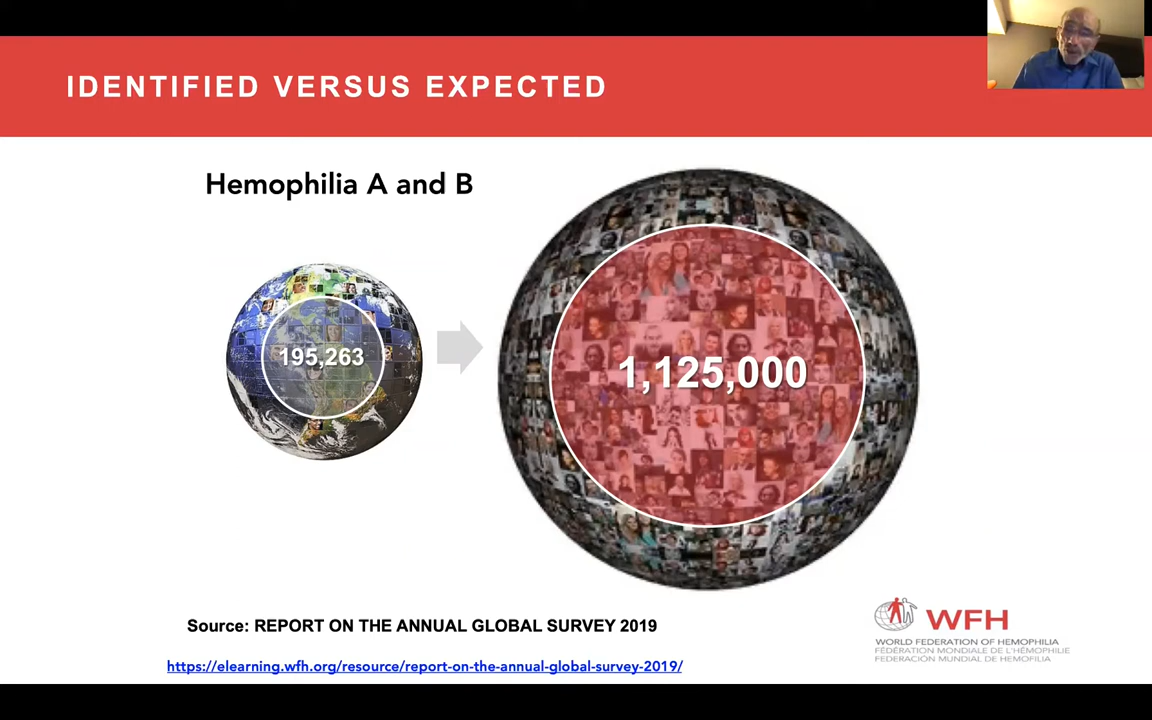 IDENTIFIED VERSUS EXPECTED
Hemophilia A and B
195,263
1,125,000
Source: REPORT ON THE ANNUAL GLOBAL SURVEY 2019
https://elearning.wfh.org/resource/report-on-the-annual-global-survey-2019/
WFH
WORLD FEDERATION OF HEMOPHILIA
FÉDÉRATION MONDIALE DE L'HÉMOPHILIE
FEDERACIÓN MUNDIAL DE HEMOFILIA